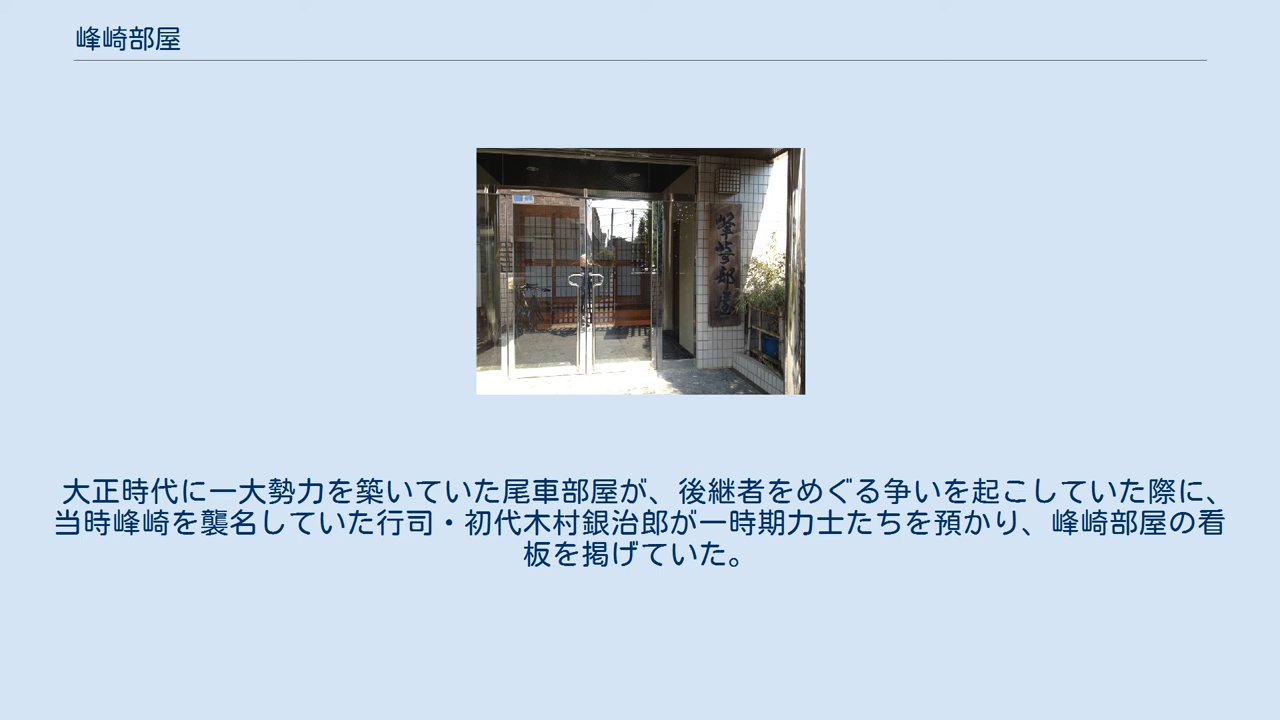 峰崎部屋
峰崎部屋
大正時代に一大勢力を築いていた尾車部屋が、後継者をめぐる争いを起こしていた際に、
当時峰崎を襲名していた行司・初代木村銀治郎が一時期力士たちを預かり、峰崎部屋の看
板を掲げていた。